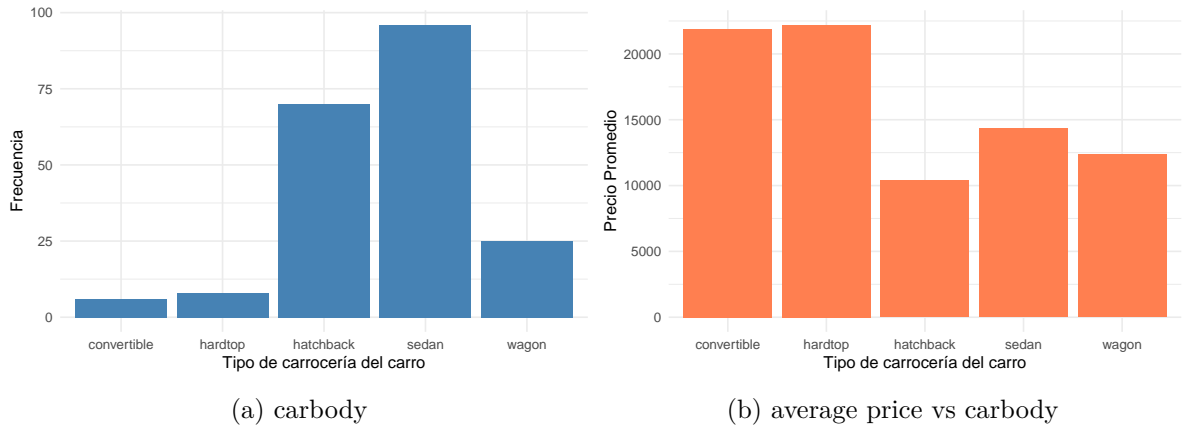 100
75
50
25
0
Frecuencia
convertible hardtop hatchback sedan wagon
Tipo de carrocería del carro
(a) carbody
20000
15000
10000
5000
0
Precio Promedio
convertible hardtop hatchback sedan wagon
Tipo de carrocería del carro
(b) average price vs carbody